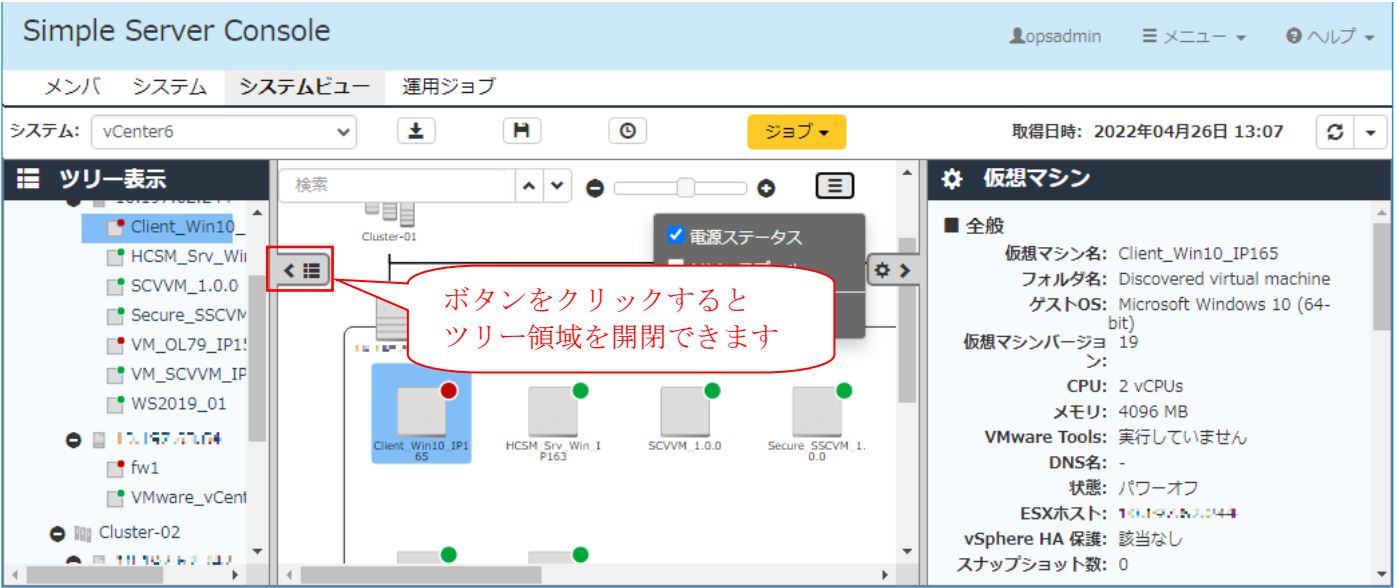 Simple Server Console
opsadmin
メニュー
ヘルプ
メンバ システム システムビュー 運用ジョブ
システム: vCenter6
ジョブ
取得日時: 2022年04月26日 13:07
ツリー表示
Client_Win10_
HCSM_Srv_Wi
SCVVM_1.0.0
Secure_SSCVM
VM_OL79_IP1
VM_SCVVM_IP
WS2019_01
fw1
VMware_vCent
Cluster-02
検索
Cluster-01
電源ステータス
ボタンをクリックすると
ツリー領域を開閉できます
Client_Win10_IP1
65
HCSM_Srv_Win_I
P163
SCVVM_1.0.0
Secure_SSCVM_1.
0.0
仮想マシン
■ 全般
仮想マシン名: Client_Win10_IP165
フォルダ名: Discovered virtual machine
ゲストOS: Microsoft Windows 10 (64-
bit)
仮想マシンバージョ 19
ン:
CPU: 2 vCPUs
メモリ: 4096 MB
VMware Tools: 実行していません
DNS名: -
状態: パワーオフ
ESXホスト:
vSphere HA 保護: 該当なし
スナップショット数: 0